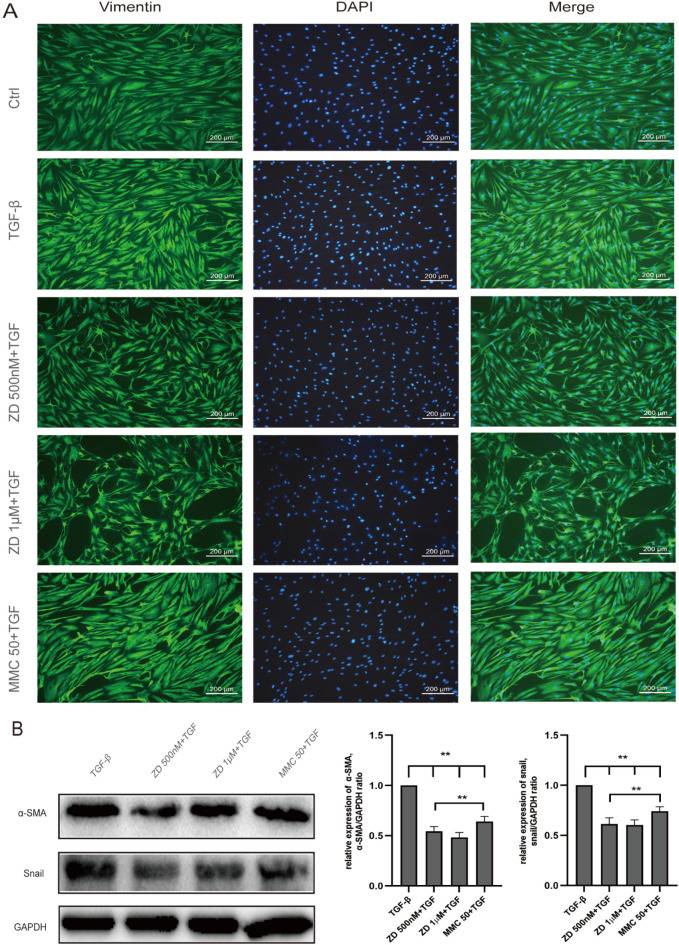 A
Vimentin
DAPI
Merge
Ctrl
200 μm
200 μm
200 μm
TGF-β
200 μm
200 μm
200 μm
ZD 500nM+TGF
200 μm
200 μm
200 μm
ZD 1μM+TGF
200 μm
200 μm
200 μm
MMC 50+TGF
200 μm
200 μm
200 μm
B
TGF-β
ZD 500nM+TGF
ZD 1μM+TGF
MMC 50+TGF
α-SMA
Snail
GAPDH
relative expression of α-SMA,
α-SMA/GAPDH ratio
1.5
1.0
0.5
0.0
**
**
TGF-β
ZD 500nM+TGF
ZD 1μM+TGF
MMC 50+TGF
relative expression of snail,
snail/GAPDH ratio
1.5
1.0
0.5
0.0
**
**
TGF-β
ZD 500nM+TGF
ZD 1μM+TGF
MMC 50+TGF